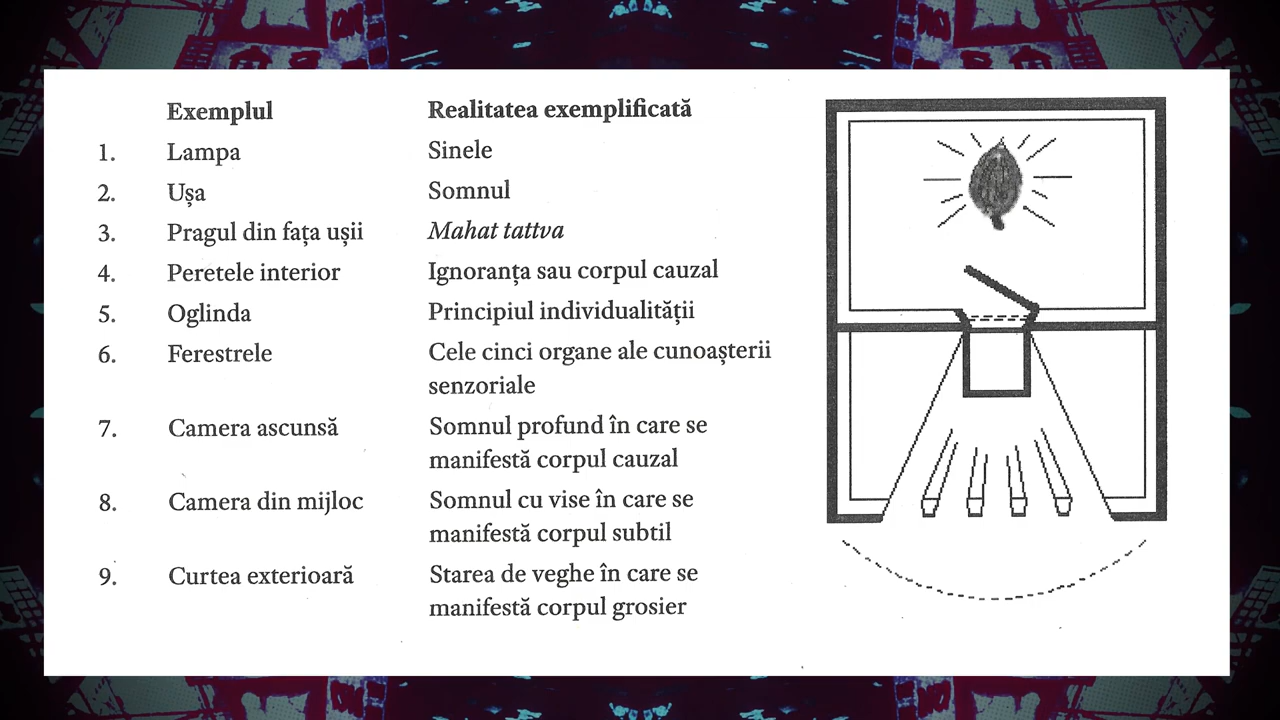 Exemplul Realitatea exemplificată
1. Lampa Sinele
2. Ușa Somnul
3. Pragul din fața ușii Mahat tattva
4. Peretele interior Ignoranța sau corpul cauzal
5. Oglinda Principiul individualității
6. Ferestrele Cele cinci organe ale cunoașterii
senzoriale
7. Camera ascunsă Somnul profund în care se
manifestă corpul cauzal
8. Camera din mijloc Somnul cu vise în care se
manifestă corpul subtil
9. Curtea exterioară Starea de veghe în care se
manifestă corpul grosier